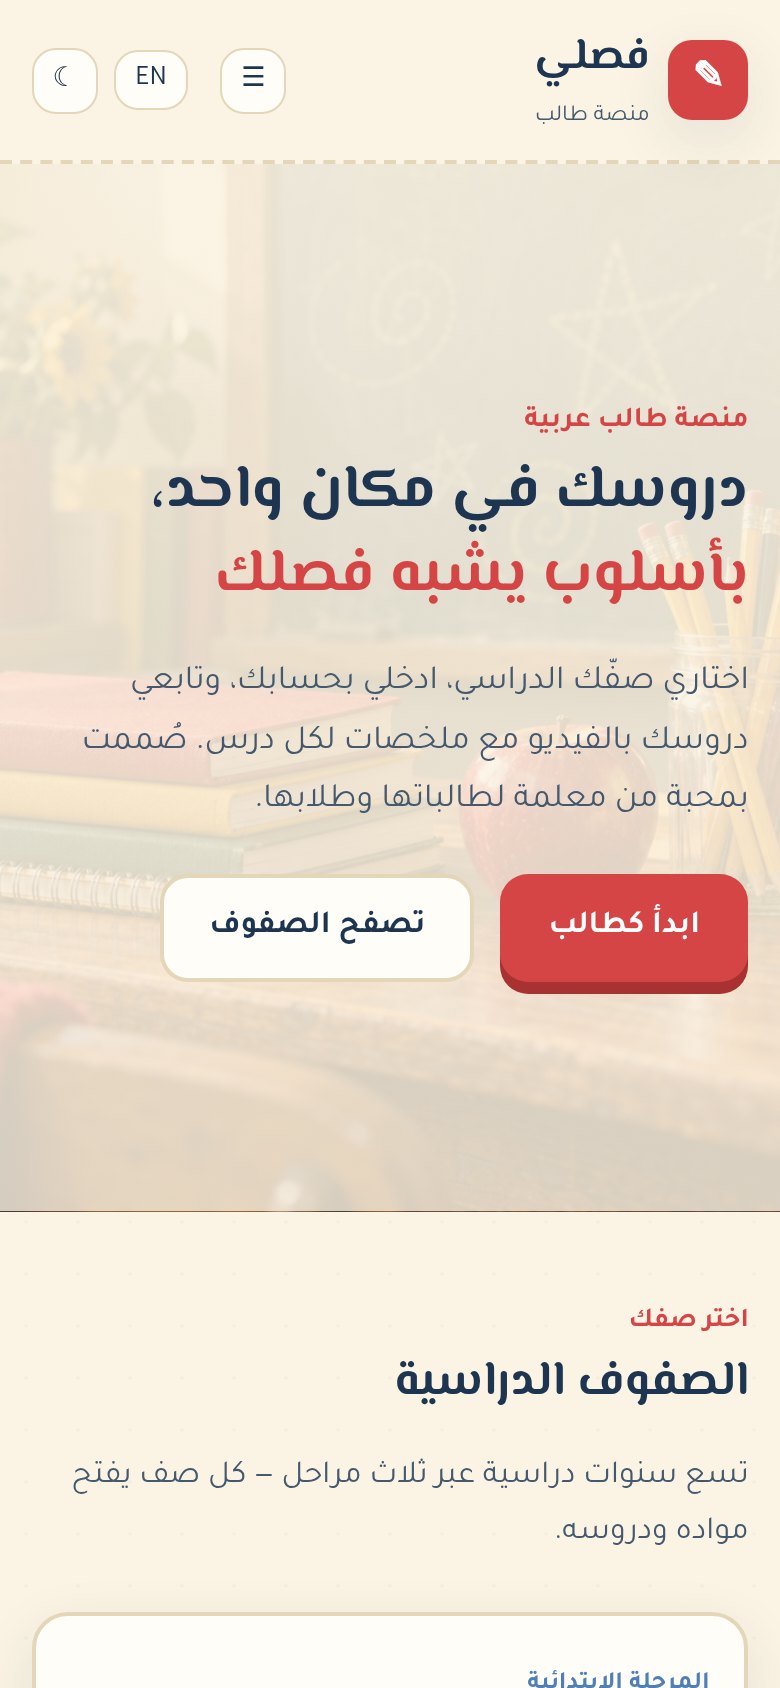 فصلي
منصة طالب
☰
EN
☾
منصة طالب عربية
دروسك في مكان واحد،
بأسلوب يشبه فصلك
اختاري صفّك الدراسي، ادخلي بحسابك، وتابعي
دروسك بالفيديو مع ملخصات لكل درس. صُممت
بمحبة من معلمة لطالباتها وطلابها.
ابدأ كطالب
تصفح الصفوف
اختر صفك
الصفوف الدراسية
تسع سنوات دراسية عبر ثلاث مراحل – كل صف يفتح
مواده ودروسه.
المرحلة الابتدائية